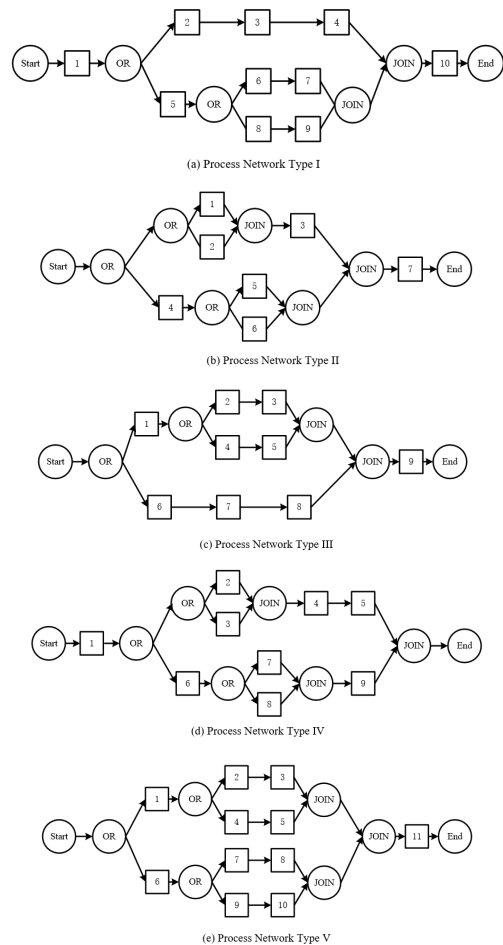 2 3 4
Start 1 OR JOIN 10 End
6 7
5 OR JOIN
8 9
(a) Process Network Type I
1
OR JOIN 3
2
Start OR JOIN 7 End
5
4 OR JOIN
6
(b) Process Network Type II
2 3
1 OR JOIN
4 5
Start OR JOIN 9 End
6 7 8
(c) Process Network Type III
2
OR JOIN 4 5
3
Start 1 OR JOIN End
7
6 OR JOIN 9
8
(d) Process Network Type IV
2 3
1 OR JOIN
4 5
Start OR JOIN 11 End
7 8
6 OR JOIN
9 10
(e) Process Network Type V